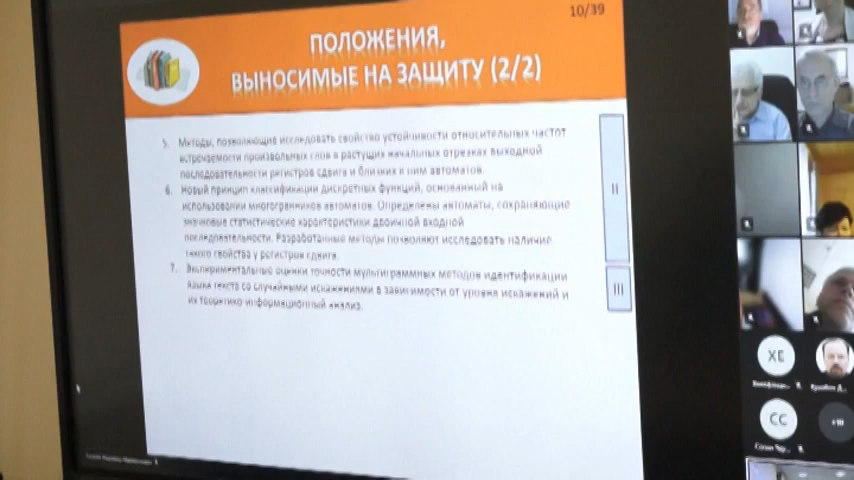 10/39
ПОЛОЖЕНИЯ,
ВЫНОСИМЫЕ НА ЗАЩИТУ (2/2)
5. Методы, позволяющие исследовать свойство устойчивости относительных частот
встречаемости произвольных слов в растущих начальных отрезках выходной
последовательности регистров сдвига и близких к ним автоматов.
6. Новый принцип классификации дискретных функций, основанный на
использовании многогранников автоматов. Определены автоматы, сохраняющие
значковые статистические характеристики двоичной входной
последовательности. Разработанные методы позволяют исследовать наличие
такого свойства у регистров сдвига.
7. Экспериментальные оценки точности мультиграммных методов идентификации
языка текста со случайными искажениями в зависимости от уровня искажений и
их теоретико-информационный анализ.
II
III
ХЕ
СС